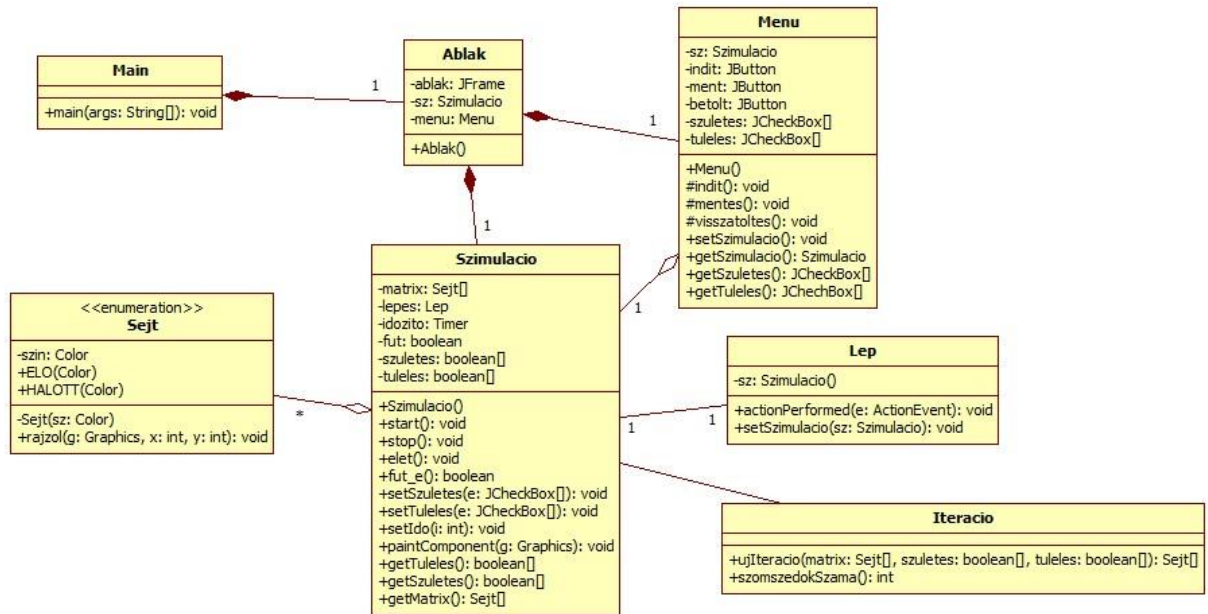 Main
+main(args: String[]): void
1
Ablak
-ablak: JFrame
-sz: Szimulacio
-menu: Menu
+Ablak()
1
1
Menu
-sz: Szimulacio
-indit: JButton
-ment: JButton
-betolt: JButton
-szuletes: JCheckBox[]
-tuleles: JCheckBox[]
+Menu()
#indit(): void
#mentes(): void
#visszatoltes(): void
+setSzimulacio(): void
+getSzimulacio(): Szimulacio
+getSzuletes(): JCheckBox[]
+getTuleles(): JChechBox[]
<<enumeration>>
Sejt
-szin: Color
+ELO(Color)
+HALOTT(Color)
-Sejt(sz: Color)
+rajzol(g: Graphics, x: int, y: int): void
*
Szimulacio
-matrix: Sejt[]
-lepes: Lep
-idozito: Timer
-fut: boolean
-szuletes: boolean[]
-tuleles: boolean[]
+Szimulacio()
+start(): void
+stop(): void
+elet(): void
+fut_e(): boolean
+setSzuletes(e: JCheckBox[]): void
+setTuleles(e: JCheckBox[]): void
+setIdo(i: int): void
+paintComponent(g: Graphics): void
+getTuleles(): boolean[]
+getSzuletes(): boolean[]
+getMatrix(): Sejt[]
1
1
1
Lep
-sz: Szimulacio()
+actionPerformed(e: ActionEvent): void
+setSzimulacio(sz: Szimulacio): void
Iteracio
+ujIteracio(matrix: Sejt[], szuletes: boolean[], tuleles: boolean[]): Sejt[]
+szomszedokSzama(): int